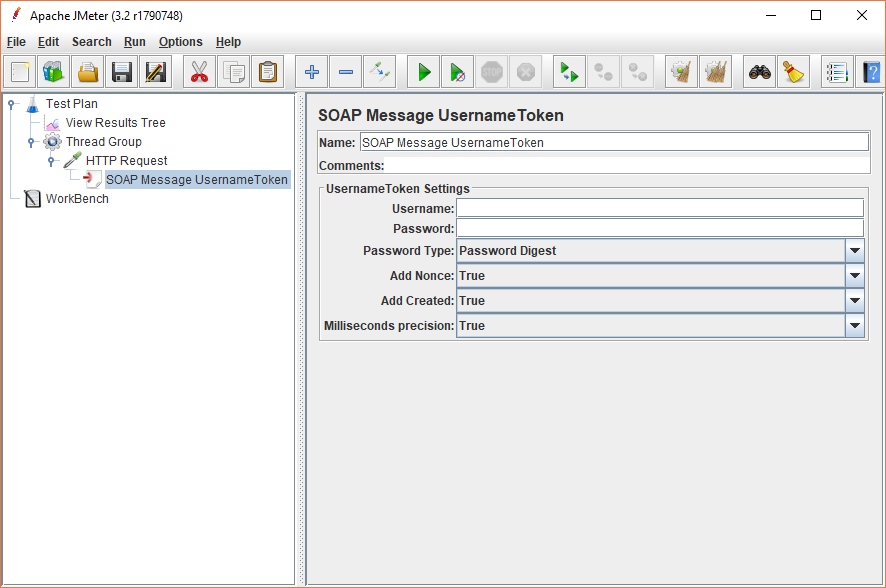 Apache JMeter (3.2 r1790748)
File Edit Search Run Options Help
STOP
Test Plan
View Results Tree
Thread Group
HTTP Request
SOAP Message UsernameToken
WorkBench
SOAP Message UsernameToken
Name: SOAP Message UsernameToken
Comments:
UsernameToken Settings
Username:
Password:
Password Type: Password Digest
Add Nonce: True
Add Created: True
Milliseconds precision: True